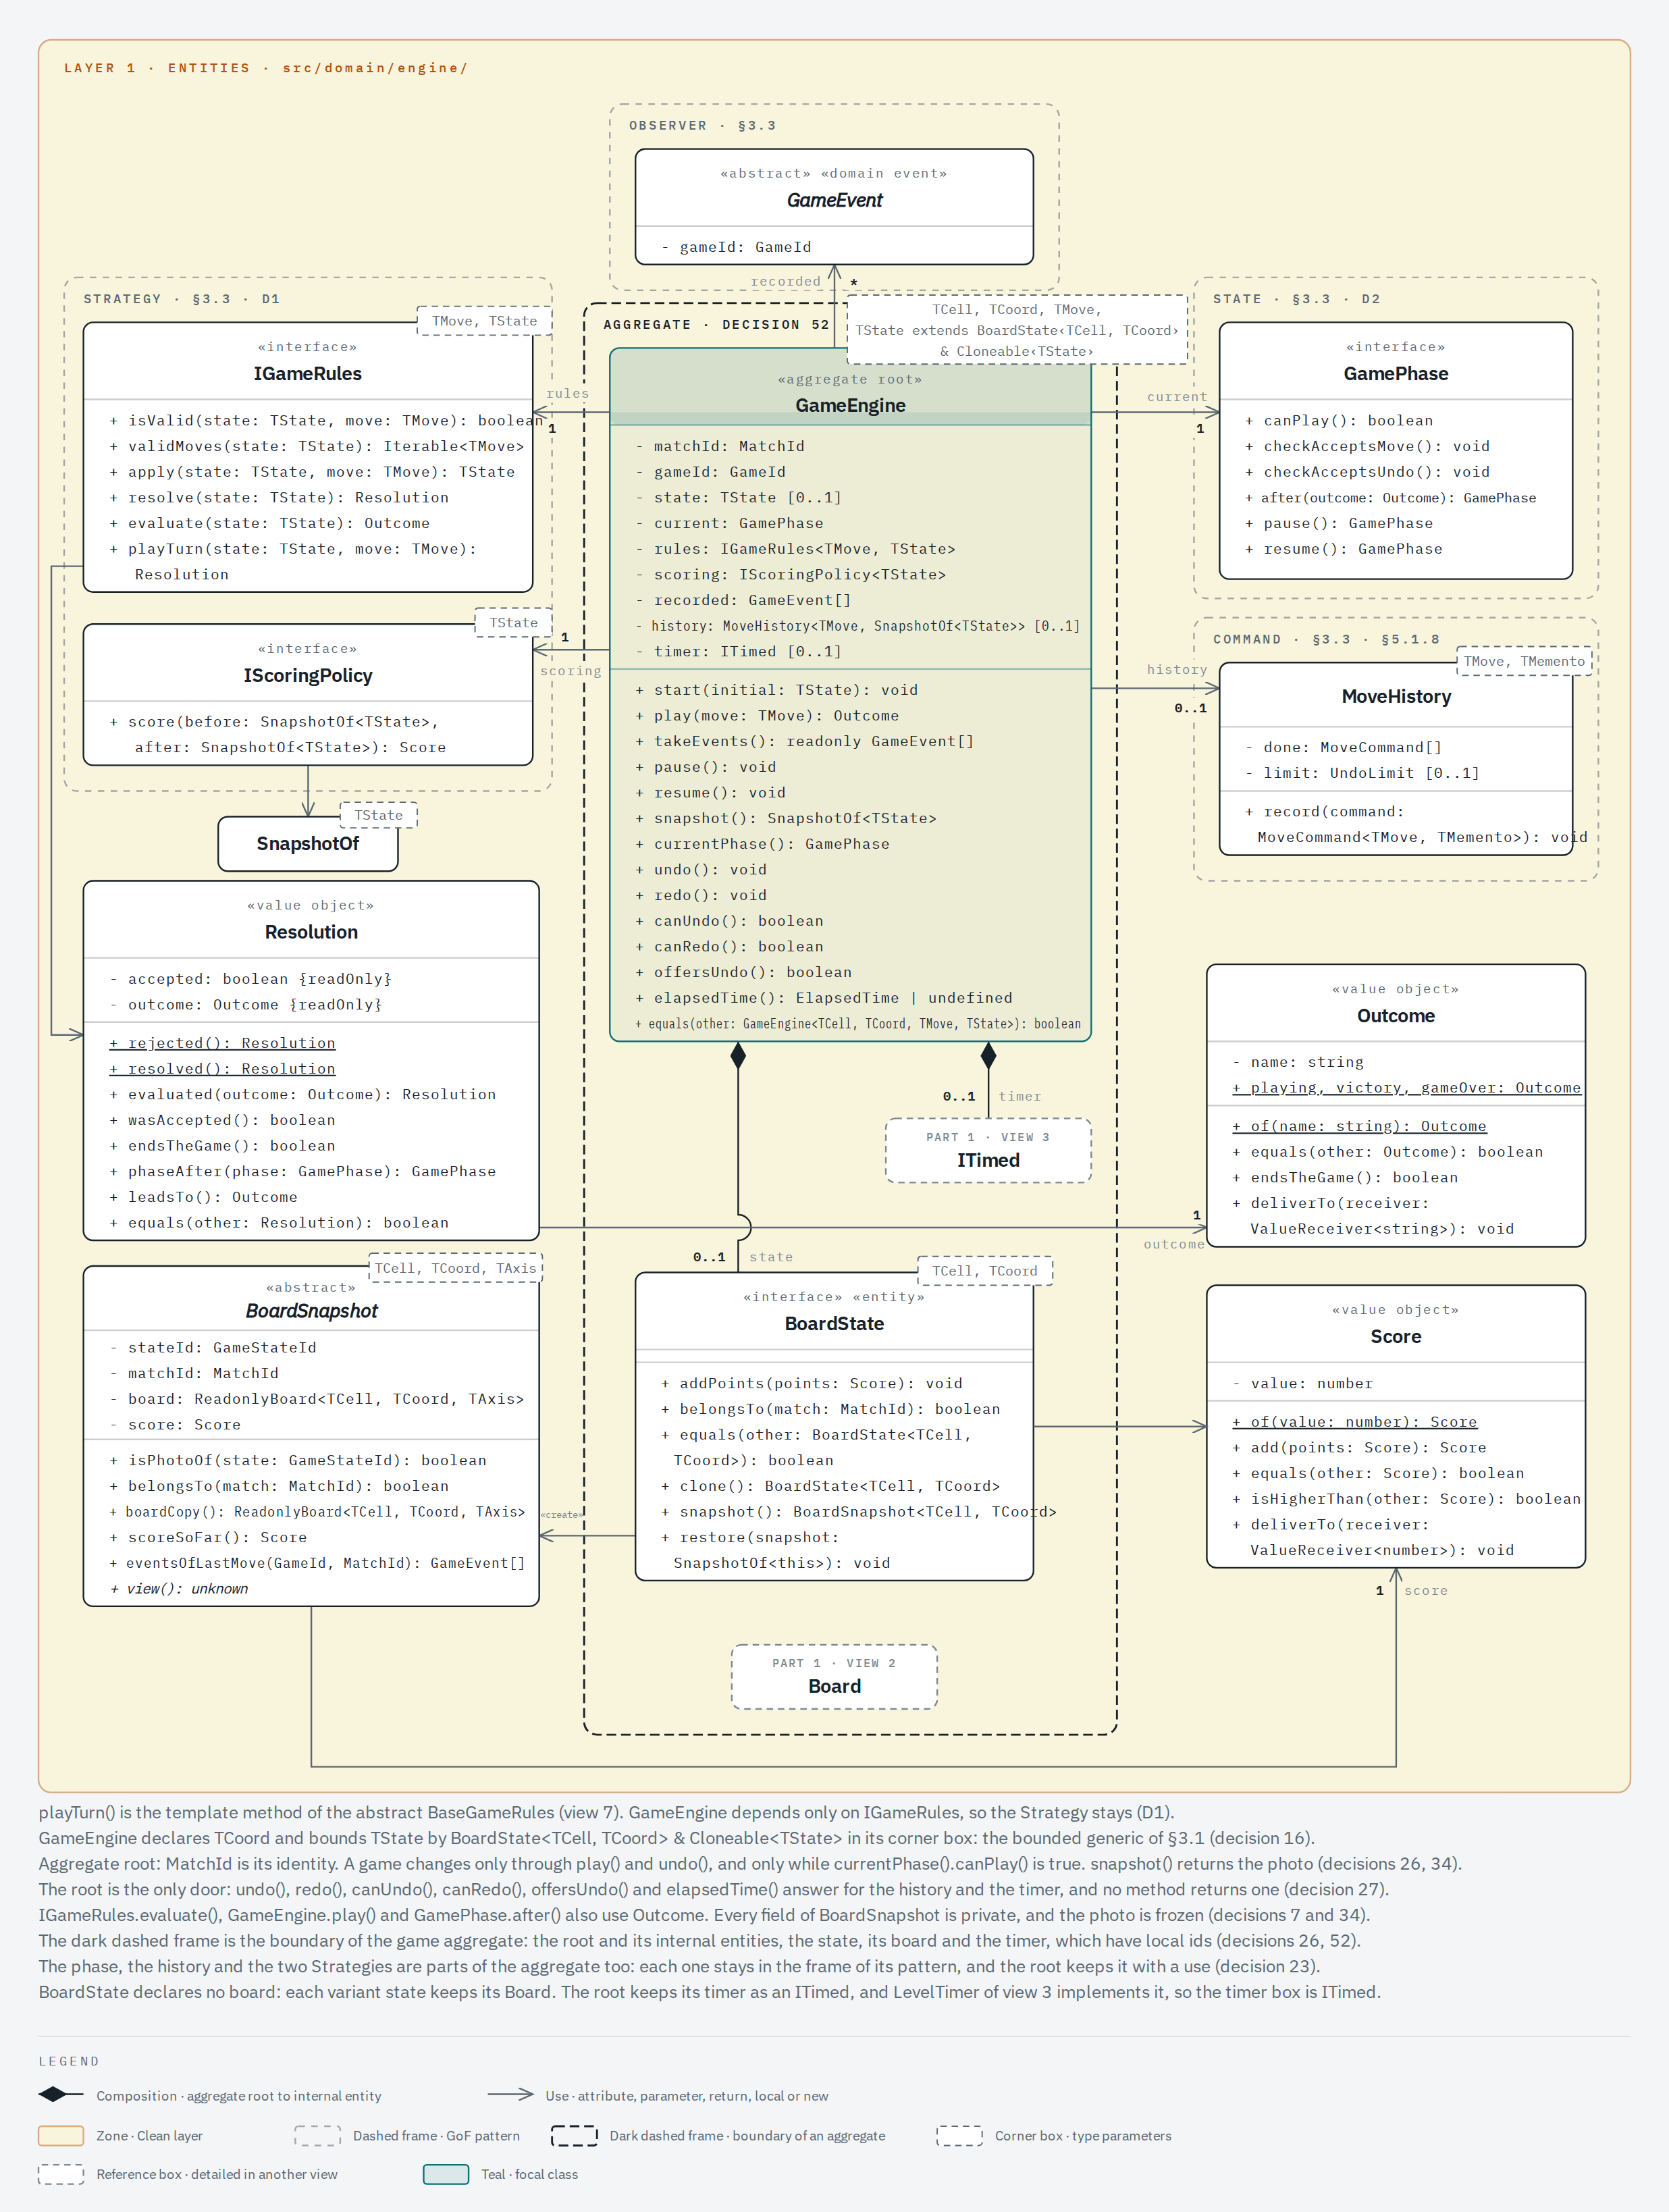 LAYER 1 · ENTITIES · src/domain/engine/
OBSERVER · §3.3
«abstract» «domain event»
GameEvent
- gameId: GameId
recorded
*
STRATEGY · §3.3 · D1
TMove, TState
«interface»
IGameRules
+ isValid(state: TState, move: TMove): boolean
+ validMoves(state: TState): Iterable<TMove>
+ apply(state: TState, move: TMove): TState
+ resolve(state: TState): Resolution
+ evaluate(state: TState): Outcome
+ playTurn(state: TState, move: TMove):
Resolution
rules
1
TState
«interface»
IScoringPolicy
+ score(before: SnapshotOf<TState>,
after: SnapshotOf<TState>): Score
1
scoring
TState
SnapshotOf
AGGREGATE · DECISION 52
TCell, TCoord, TMove,
TState extends BoardState‹TCell, TCoord›
& Cloneable‹TState›
«aggregate root»
GameEngine
- matchId: MatchId
- gameId: GameId
- state: TState [0..1]
- current: GamePhase
- rules: IGameRules<TMove, TState>
- scoring: IScoringPolicy<TState>
- recorded: GameEvent[]
- history: MoveHistory<TMove, SnapshotOf<TState>> [0..1]
- timer: ITimed [0..1]
+ start(initial: TState): void
+ play(move: TMove): Outcome
+ takeEvents(): readonly GameEvent[]
+ pause(): void
+ resume(): void
+ snapshot(): SnapshotOf<TState>
+ currentPhase(): GamePhase
+ undo(): void
+ redo(): void
+ canUndo(): boolean
+ canRedo(): boolean
+ offersUndo(): boolean
+ elapsedTime(): ElapsedTime | undefined
+ equals(other: GameEngine<TCell, TCoord, TMove, TState>): boolean
STATE · §3.3 · D2
«interface»
GamePhase
+ canPlay(): boolean
+ checkAcceptsMove(): void
+ checkAcceptsUndo(): void
+ after(outcome: Outcome): GamePhase
+ pause(): GamePhase
+ resume(): GamePhase
current
1
COMMAND · §3.3 · §5.1.8
TMove, TMemento
MoveHistory
- done: MoveCommand[]
- limit: UndoLimit [0..1]
+ record(command:
MoveCommand<TMove, TMemento>): void
history
0..1
«value object»
Resolution
- accepted: boolean {readOnly}
- outcome: Outcome {readOnly}
+ rejected(): Resolution
+ resolved(): Resolution
+ evaluated(outcome: Outcome): Resolution
+ wasAccepted(): boolean
+ endsTheGame(): boolean
+ phaseAfter(phase: GamePhase): GamePhase
+ leadsTo(): Outcome
+ equals(other: Resolution): boolean
0..1
timer
PART 1 · VIEW 3
ITimed
«value object»
Outcome
- name: string
+ playing, victory, gameOver: Outcome
+ of(name: string): Outcome
+ equals(other: Outcome): boolean
+ endsTheGame(): boolean
+ deliverTo(receiver:
ValueReceiver<string>): void
1
outcome
0..1
state
TCell, TCoord, TAxis
«abstract»
BoardSnapshot
- stateId: GameStateId
- matchId: MatchId
- board: ReadonlyBoard<TCell, TCoord, TAxis>
- score: Score
+ isPhotoOf(state: GameStateId): boolean
+ belongsTo(match: MatchId): boolean
+ boardCopy(): ReadonlyBoard<TCell, TCoord, TAxis>
+ scoreSoFar(): Score
+ eventsOfLastMove(GameId, MatchId): GameEvent[]
+ view(): unknown
«create»
TCell, TCoord
«interface» «entity»
BoardState
+ addPoints(points: Score): void
+ belongsTo(match: MatchId): boolean
+ equals(other: BoardState<TCell,
TCoord>): boolean
+ clone(): BoardState<TCell, TCoord>
+ snapshot(): BoardSnapshot<TCell, TCoord>
+ restore(snapshot:
SnapshotOf<this>): void
«value object»
Score
- value: number
+ of(value: number): Score
+ add(points: Score): Score
+ equals(other: Score): boolean
+ isHigherThan(other: Score): boolean
+ deliverTo(receiver:
ValueReceiver<number>): void
1
score
PART 1 · VIEW 2
Board
playTurn() is the template method of the abstract BaseGameRules (view 7). GameEngine depends only on IGameRules, so the Strategy stays (D1).
GameEngine declares TCoord and bounds TState by BoardState<TCell, TCoord> & Cloneable<TState> in its corner box: the bounded generic of §3.1 (decision 16).
Aggregate root: MatchId is its identity. A game changes only through play() and undo(), and only while currentPhase().canPlay() is true. snapshot() returns the photo (decisions 26, 34).
The root is the only door: undo(), redo(), canUndo(), canRedo(), offersUndo() and elapsedTime() answer for the history and the timer, and no method returns one (decision 27).
IGameRules.evaluate(), GameEngine.play() and GamePhase.after() also use Outcome. Every field of BoardSnapshot is private, and the photo is frozen (decisions 7 and 34).
The dark dashed frame is the boundary of the game aggregate: the root and its internal entities, the state, its board and the timer, which have local ids (decisions 26, 52).
The phase, the history and the two Strategies are parts of the aggregate too: each one stays in the frame of its pattern, and the root keeps it with a use (decision 23).
BoardState declares no board: each variant state keeps its Board. The root keeps its timer as an ITimed, and LevelTimer of view 3 implements it, so the timer box is ITimed.
LEGEND
Composition · aggregate root to internal entity
Use · attribute, parameter, return, local or new
Zone · Clean layer
Dashed frame · GoF pattern
Dark dashed frame · boundary of an aggregate
Corner box · type parameters
Reference box · detailed in another view
Teal · focal class